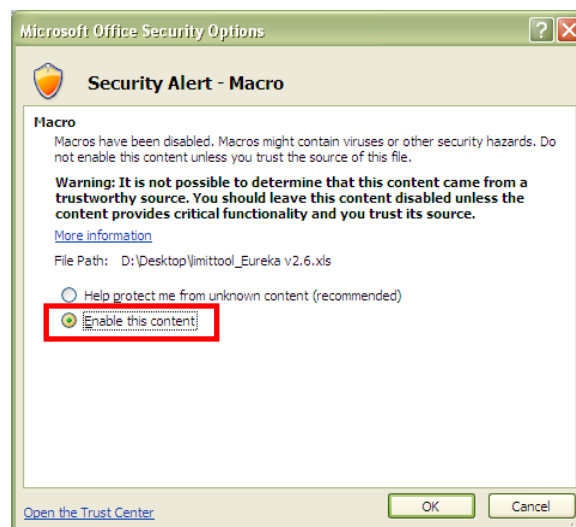 Microsoft Office Security Options
Security Alert - Macro
Macro
Macros have been disabled. Macros might contain viruses or other security hazards. Do
not enable this content unless you trust the source of this file.
Warning: It is not possible to determine that this content came from a
trustworthy source. You should leave this content disabled unless the
content provides critical functionality and you trust its source.
More information
File Path: D:\Desktop\limittool_Eureka v2.6.xls
Help protect me from unknown content (recommended)
Enable this content
Open the Trust Center
OK
Cancel